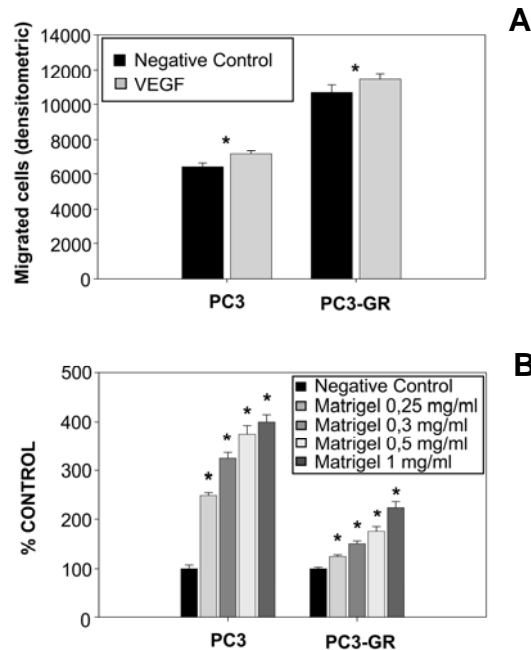 A
Migrated cells (densitometric)
14000
12000
10000
8000
6000
4000
2000
0
Negative Control
VEGF
*
*
PC3
PC3-GR
B
% CONTROL
500
400
300
200
100
0
Negative Control
Matrigel 0,25 mg/ml
Matrigel 0,3 mg/ml
Matrigel 0,5 mg/ml
Matrigel 1 mg/ml
* * * *
* * * *
PC3
PC3-GR